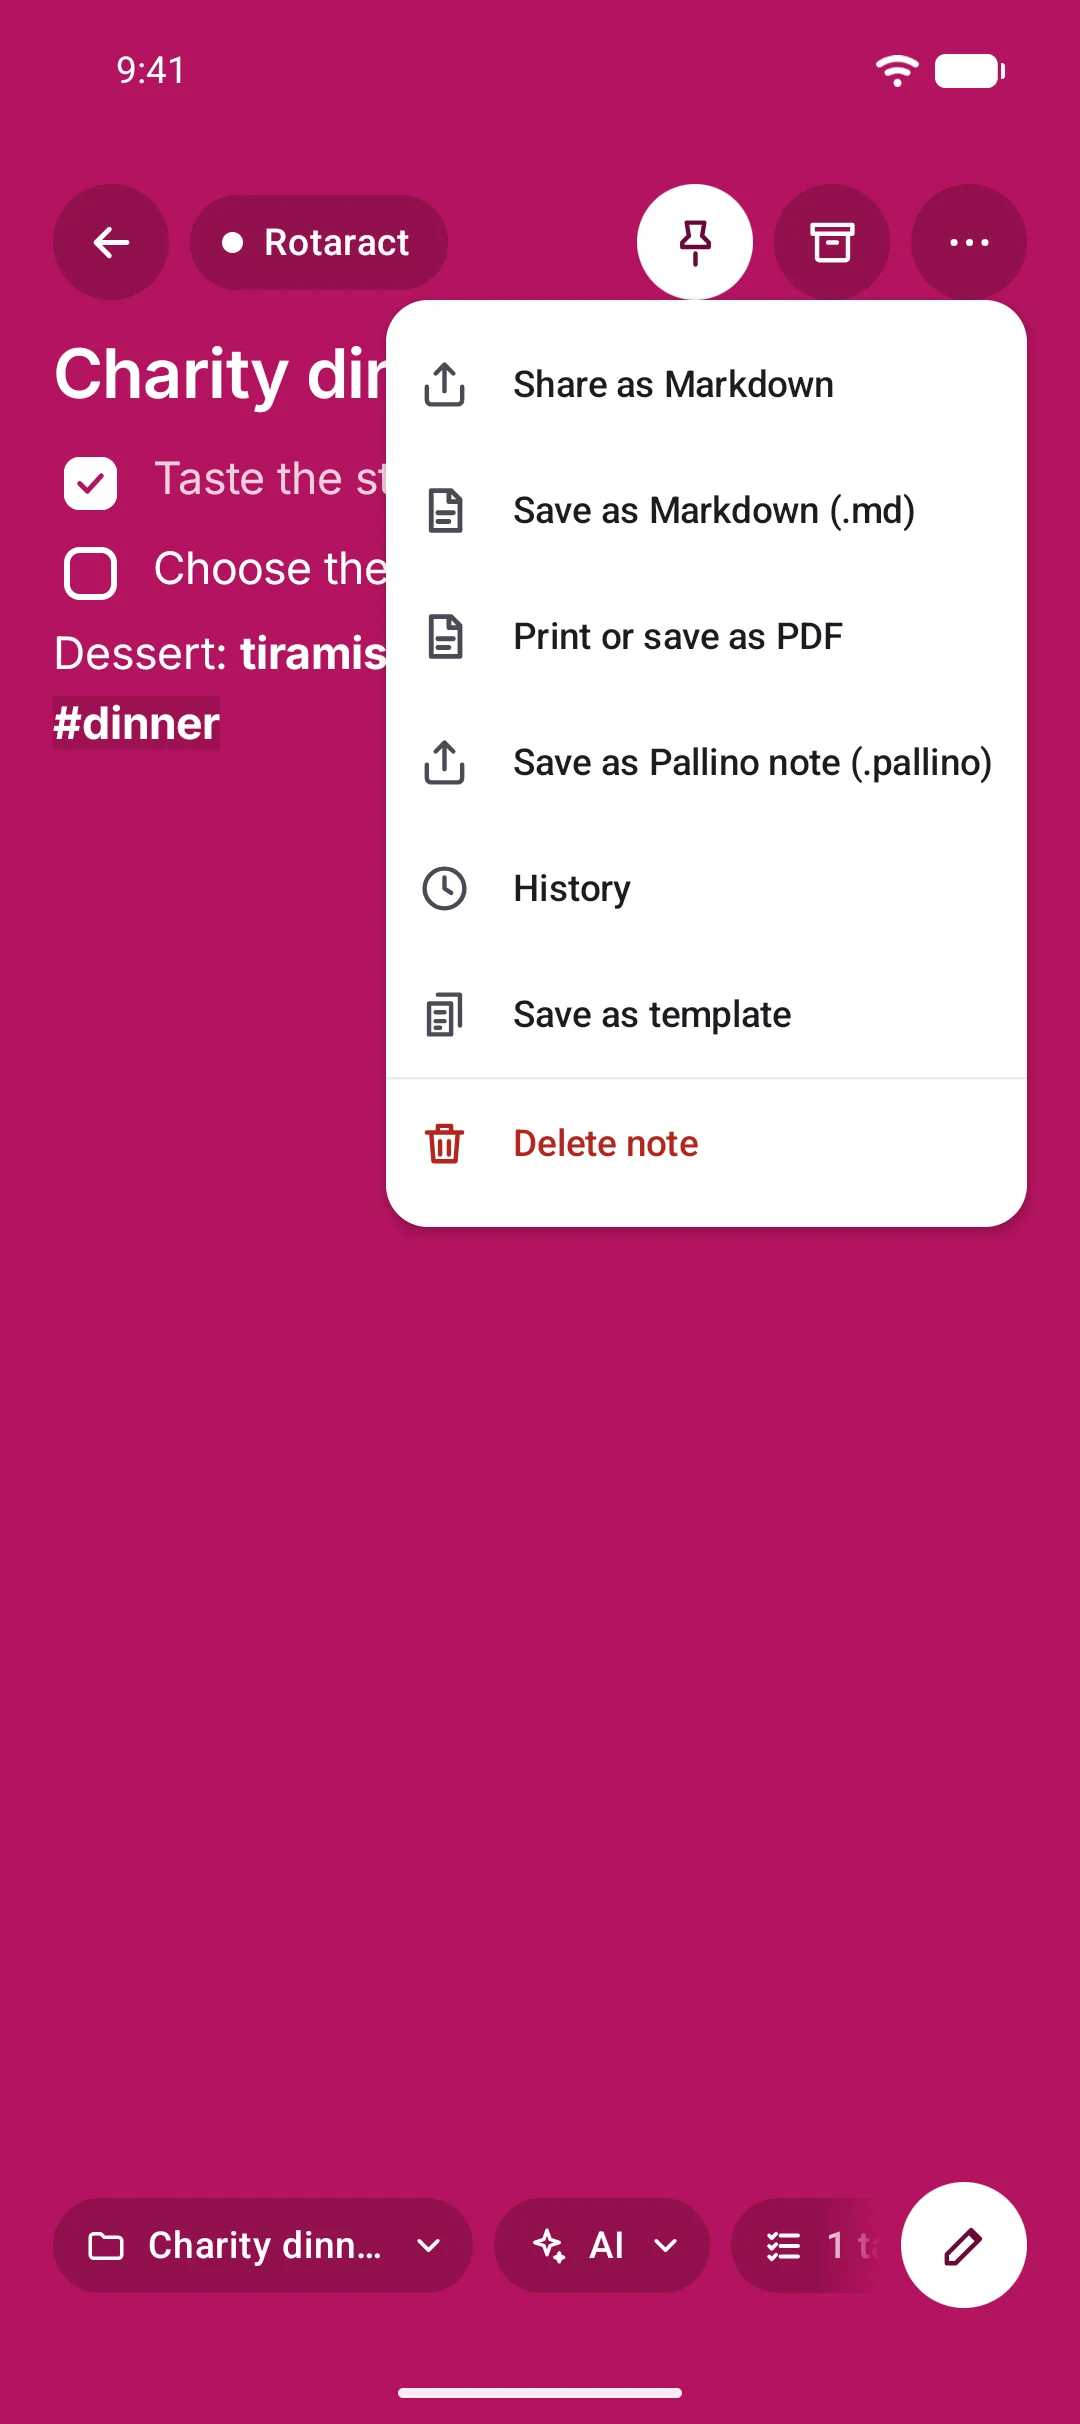 9:41
Rotaract
Charity din
Share as Markdown
Taste the st
Save as Markdown (.md)
Choose the
Print or save as PDF
Dessert: tiramis
#dinner
Save as Pallino note (.pallino)
History
Save as template
Delete note
Charity dinn...
AI
1 ta